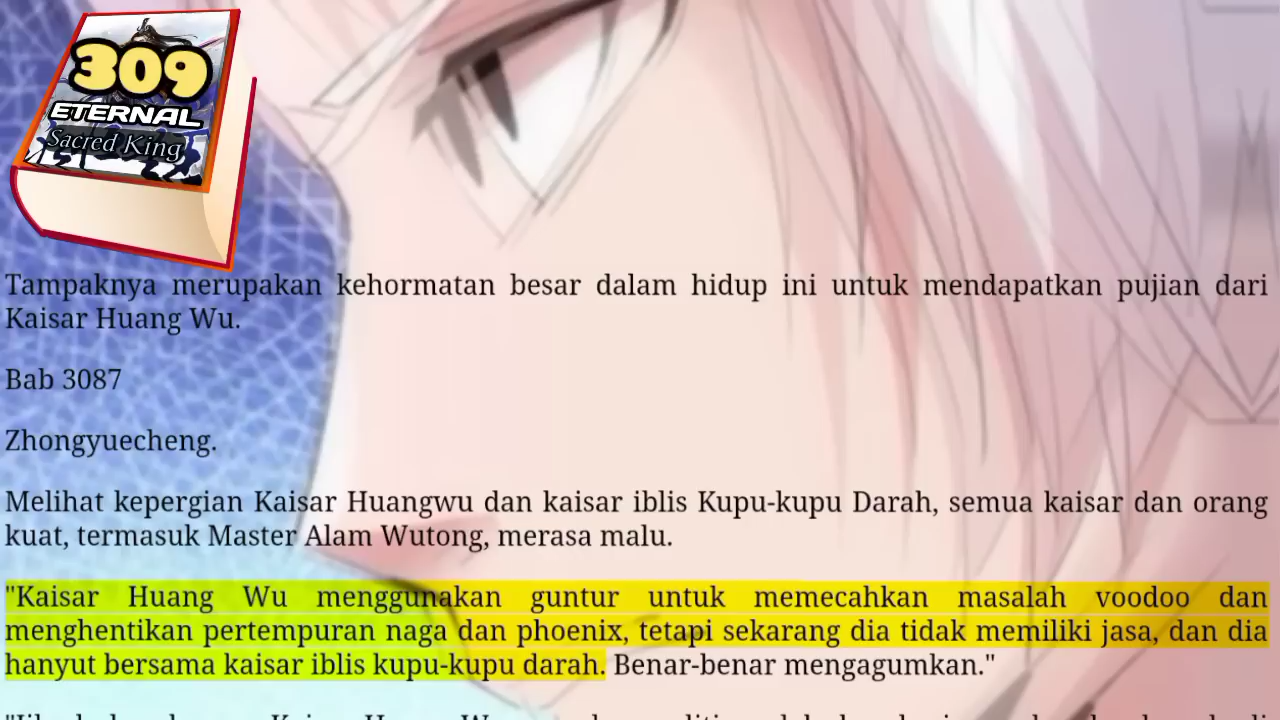 309
ETERNAL
Sacred King
Tampaknya merupakan kehormatan besar dalam hidup ini untuk mendapatkan pujian dari
Kaisar Huang Wu.
Bab 3087
Zhongyuecheng.
Melihat kepergian Kaisar Huangwu dan kaisar iblis Kupu-kupu Darah, semua kaisar dan orang
kuat, termasuk Master Alam Wutong, merasa malu.
"Kaisar Huang Wu menggunakan guntur untuk memecahkan masalah voodoo dan
menghentikan pertempuran naga dan phoenix, tetapi sekarang dia tidak memiliki jasa, dan dia
hanyut bersama kaisar iblis kupu-kupu darah. Benar-benar mengagumkan."